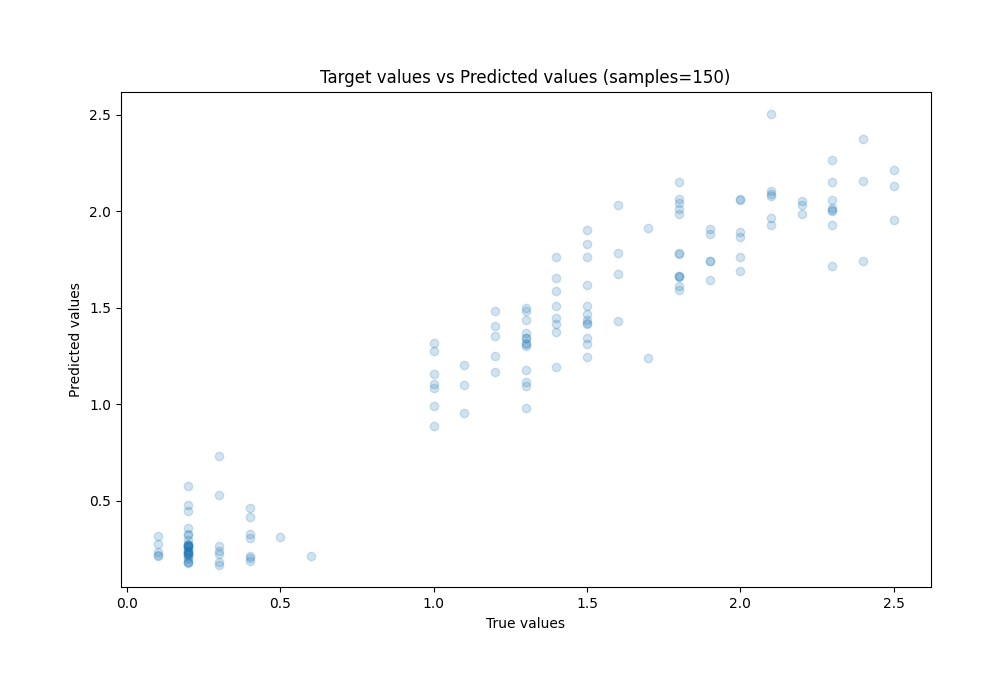 Target values vs Predicted values (samples=150)
Predicted values
2.5
2.0
1.5
1.0
0.5
0.0 0.5 1.0 1.5 2.0 2.5
True values